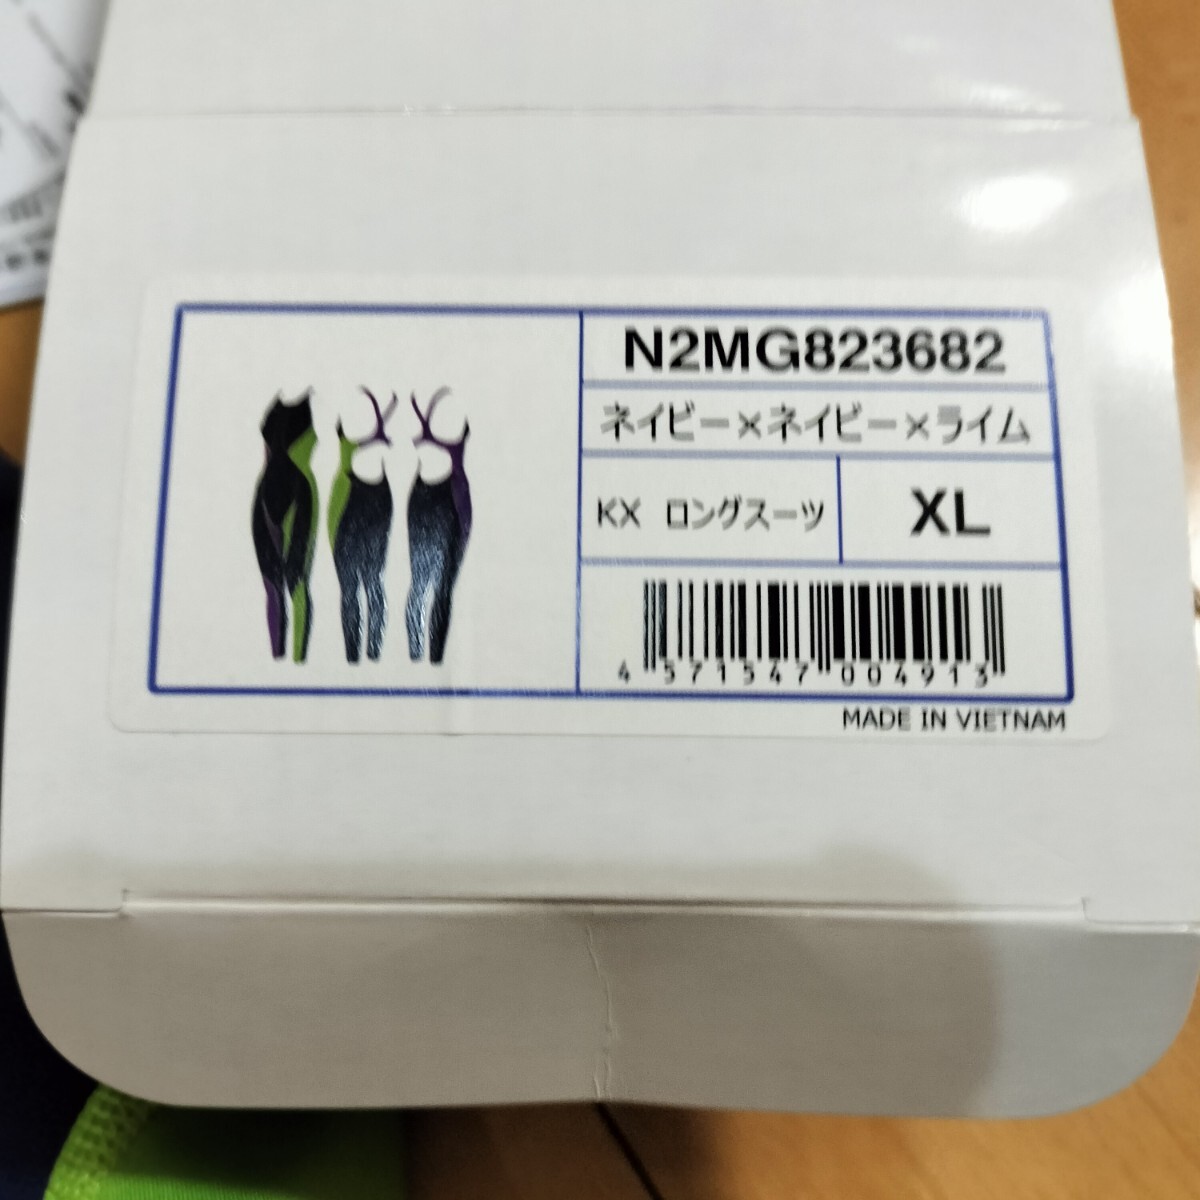 N2MG823682
ネイビー×ネイビー×ライム
KX ロングスーツ
XL
4 571547 004913
MADE IN VIETNAM